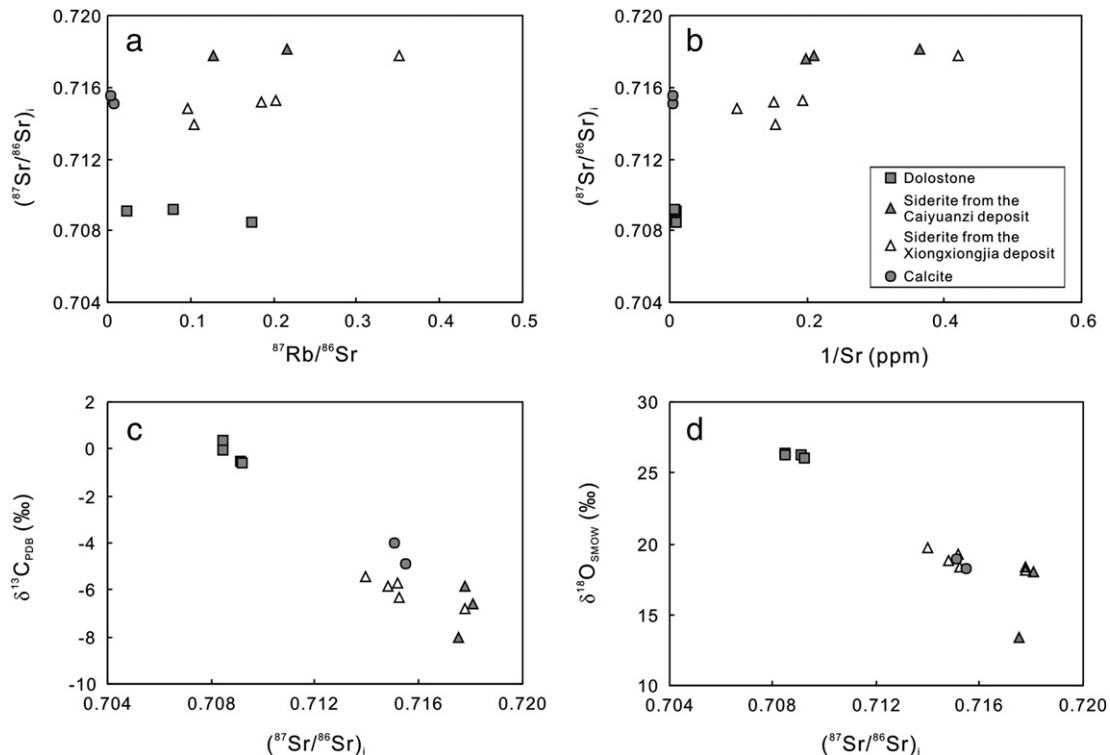 a
0.720
0.716
0.712
0.708
0.704
(⁸⁷Sr/⁸⁶Sr)ᵢ
0
0.1
0.2
0.3
0.4
0.5
⁸⁷Rb/⁸⁶Sr
b
0.720
0.716
0.712
0.708
0.704
(⁸⁷Sr/⁸⁶Sr)ᵢ
Dolostone
Siderite from the
Caiyuanzi deposit
Siderite from the
Xiongxiongjia deposit
Calcite
0
0.2
0.4
0.6
1/Sr (ppm)
c
2
0
-2
-4
-6
-8
-10
δ¹³C_PDB (‰)
0.704
0.708
0.712
0.716
0.720
(⁸⁷Sr/⁸⁶Sr)ᵢ
d
30
25
20
15
10
δ¹⁸O_SMOW (‰)
0.704
0.708
0.712
0.716
0.720
(⁸⁷Sr/⁸⁶Sr)ᵢ